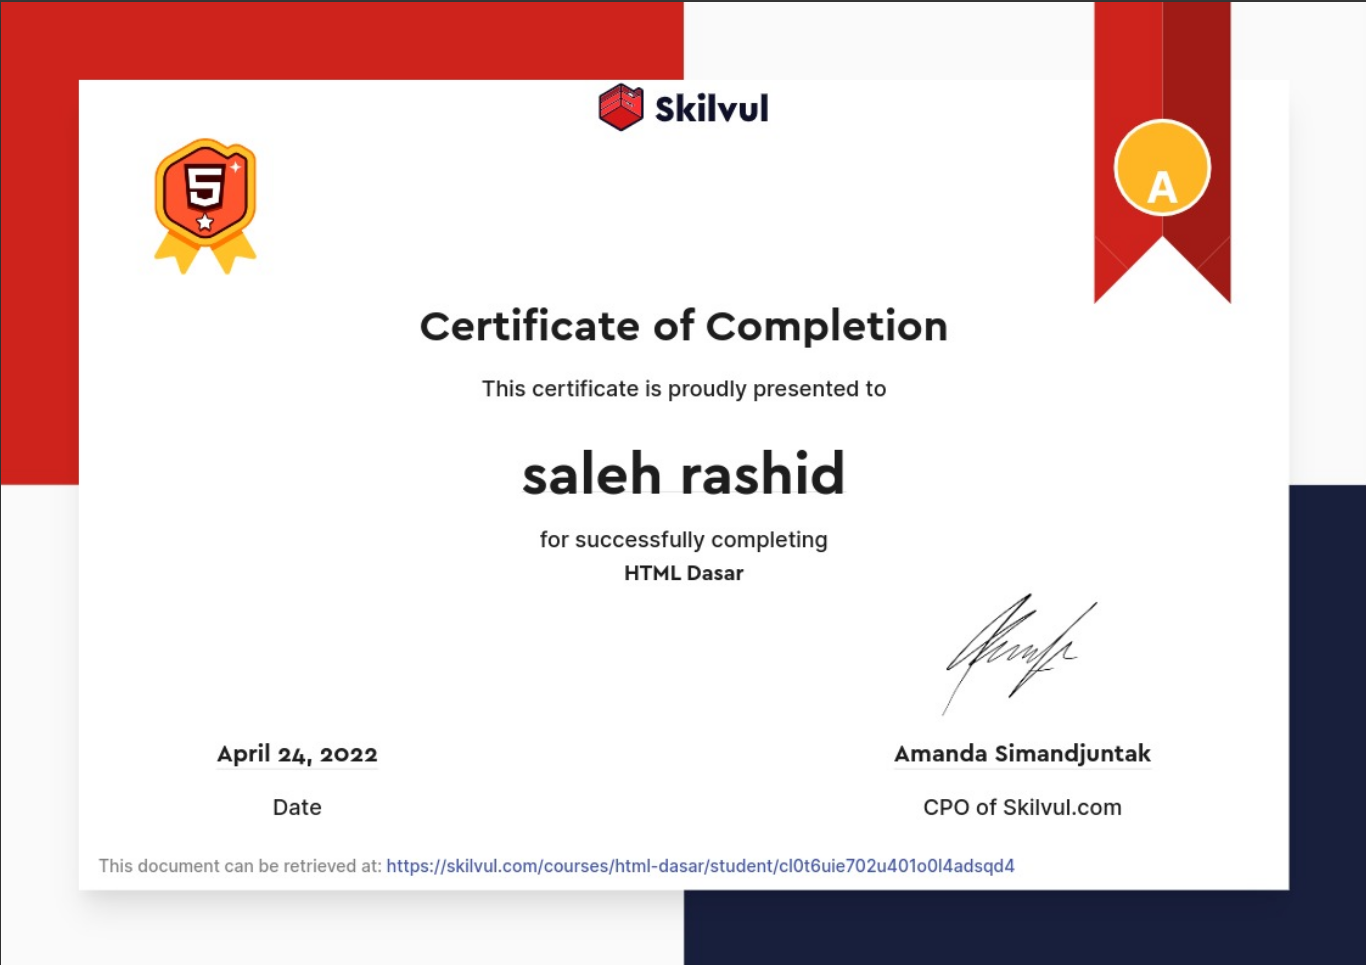 Skilvul
5
A
Certificate of Completion
This certificate is proudly presented to
saleh rashid
for successfully completing
HTML Dasar
April 24, 2022
Amanda Simandjuntak
Date
CPO of Skilvul.com
This document can be retrieved at: https://skilvul.com/courses/html-dasar/student/cl0t6uie702u401o0l4adsqd4